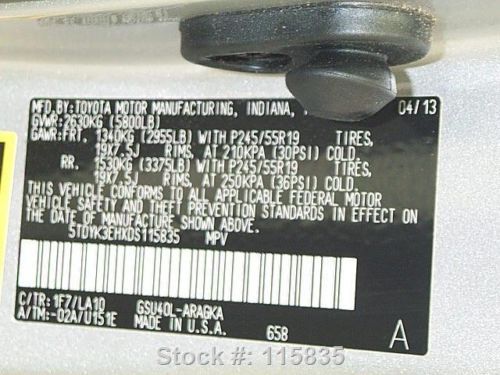 MFD.BY:TOYOTA MOTOR MANUFACTURING, INDIANA, 04/13
GVWR:2630KG (5800LB)
GAWR:FRT. 1340KG (2955LB) WITH P245/55R19 TIRES,
19X7.5J RIMS, AT 210KPA (30PSI) COLD.
RR. 1530KG (3375LB) WITH P245/55R19 TIRES,
19X7.5J RIMS, AT 250KPA (36PSI) COLD.
THIS VEHICLE CONFORMS TO ALL APPLICABLE FEDERAL MOTOR
VEHICLE SAFETY AND THEFT PREVENTION STANDARDS IN EFFECT ON
THE DATE OF MANUFACTURE SHOWN ABOVE.
5TDYK3EHXDS115835 MPV
C/TR:1F7/LA10 GSU40L-ARAGKA
A/TM:-02A/U151E MADE IN U.S.A. 658 A
Stock #: 115835